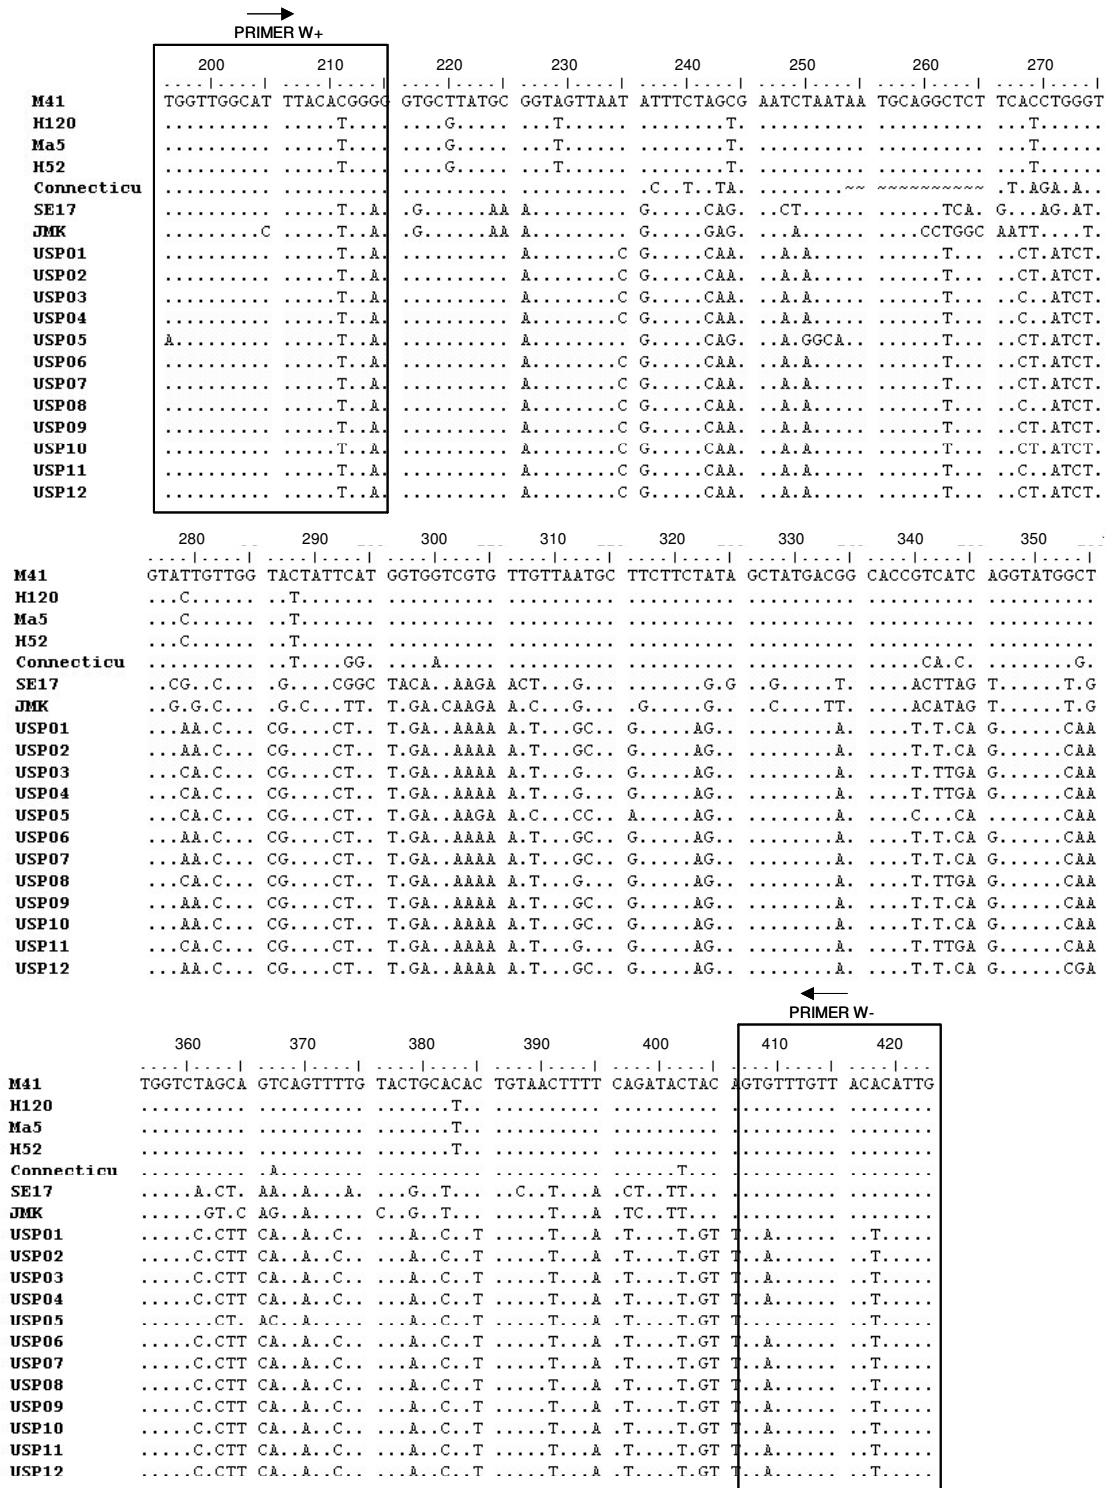 PRIMER W+
200 210 220 230 240 250 260 270
M41 TGGTTGGCAT TTACACGGGG GTGCTTATGC GGTAGTTAAT ATTTCTAGCG AATCTAATAA TGCAGGCTCT TCACCTGGGT
H120 .......... .....T.... ....G..... ...T...... ........T. .......... .......... ...T......
Ma5 .......... .....T.... ....G..... ...T...... ........T. .......... .......... ...T......
H52 .......... .....T.... ....G..... ...T...... ........T. .......... .......... ...T......
Connecticu .......... .......... .......... .......... .C..T..TA. ........~~ ~~~~~~~~~~ .T.AGA.A..
SE17 .......... .....T..A. .G.....AA A......... G.....CAG. ..CT...... ......TCA. G...AG.AT.
JMK .........C .....T..A. .G.....AA A......... G.....GAG. ...A...... ....CCTGGC AATT....T.
USP01 .......... .....T..A. .......... A........C G.....CAA. ..A.A..... ......T... ..CT.ATCT.
USP02 .......... .....T..A. .......... A........C G.....CAA. ..A.A..... ......T... ..CT.ATCT.
USP03 .......... .....T..A. .......... A........C G.....CAA. ..A.A..... ......T... ..C..ATCT.
USP04 .......... .....T..A. .......... A........C G.....CAA. ..A.A..... ......T... ..C..ATCT.
USP05 A......... .....T..A. .......... A......... G.....CAG. ..A.GGCA.. ......T... ..CT.ATCT.
USP06 .......... .....T..A. .......... A........C G.....CAA. ..A.A..... ......T... ..CT.ATCT.
USP07 .......... .....T..A. .......... A........C G.....CAA. ..A.A..... ......T... ..CT.ATCT.
USP08 .......... .....T..A. .......... A........C G.....CAA. ..A.A..... ......T... ..C..ATCT.
USP09 .......... .....T..A. .......... A........C G.....CAA. ..A.A..... ......T... ..CT.ATCT.
USP10 .......... .....T..A. .......... A........C G.....CAA. ..A.A..... ......T... ..CT.ATCT.
USP11 .......... .....T..A. .......... A........C G.....CAA. ..A.A..... ......T... ..C..ATCT.
USP12 .......... .....T..A. .......... A........C G.....CAA. ..A.A..... ......T... ..CT.ATCT.
280 290 300 310 320 330 340 350
M41 GTATTGTTGG TACTATTCAT GGTGGTCGTG TTGTTAATGC TTCTTCTATA GCTATGACGG CACCGTCATC AGGTATGGCT
H120 ...C...... ..T....... .......... .......... .......... .......... .......... ..........
Ma5 ...C...... ..T....... .......... .......... .......... .......... .......... ..........
H52 ...C...... ..T....... .......... .......... .......... .......... .......... ..........
Connecticu .......... ..T...GG. ....A..... .......... .......... .......... .....CA.C. ........G.
SE17 ..CG..C... .G...CGGC TACA..AAGA ACT...G... .......G.G ..G....T.. ....ACTTAG T......T.G
JMK ..G.G.C... .G.C...TT. T.GA.CAAGA A.C...G... .G.....G.. ..C....TT. ....ACATAG T......T.G
USP01 ...AA.C... CG....CT.. T.GA..AAAA A.T...GC.. G.....AG.. ........A. ....T.T.CA G......CAA
USP02 ...AA.C... CG....CT.. T.GA..AAAA A.T...GC.. G.....AG.. ........A. ....T.T.CA G......CAA
USP03 ...CA.C... CG....CT.. T.GA..AAAA A.T...G... G.....AG.. ........A. ....T.TTGA G......CAA
USP04 ...CA.C... CG....CT.. T.GA..AAAA A.T...G... G.....AG.. ........A. ....T.TTGA G......CAA
USP05 ...CA.C... CG....CT.. T.GA..AAGA A.C...CC.. A.....AG.. ........A. ....C...CA .......CAA
USP06 ...AA.C... CG....CT.. T.GA..AAAA A.T...GC.. G.....AG.. ........A. ....T.T.CA G......CAA
USP07 ...AA.C... CG....CT.. T.GA..AAAA A.T...GC.. G.....AG.. ........A. ....T.T.CA G......CAA
USP08 ...CA.C... CG....CT.. T.GA..AAAA A.T...G... G.....AG.. ........A. ....T.TTGA G......CAA
USP09 ...AA.C... CG....CT.. T.GA..AAAA A.T...GC.. G.....AG.. ........A. ....T.T.CA G......CAA
USP10 ...AA.C... CG....CT.. T.GA..AAAA A.T...GC.. G.....AG.. ........A. ....T.T.CA G......CAA
USP11 ...CA.C... CG....CT.. T.GA..AAAA A.T...G... G.....AG.. ........A. ....T.TTGA G......CAA
USP12 ...AA.C... CG....CT.. T.GA..AAAA A.T...GC.. G.....AG.. ........A. ....T.T.CA G......CGA
PRIMER W-
360 370 380 390 400 410 420
M41 TGGTCTAGCA GTCAGTTTTG TACTGCACAC TGTAACTTTT CAGATACTAC AGTGTTTGTT ACACATTG
H120 .......... .......... .......T.. .......... .......... .......... ........
Ma5 .......... .......... .......T.. .......... .......... .......... ........
H52 .......... .......... .......T.. .......... .......... .......... ........
Connecticu .......... .A........ .......... .......... ......T... .......... ........
SE17 .....A.CT. AA..A...A. ...G..T... ..C..T...A .CT..TT... .......... ........
JMK ......GT.C AG..A..... C..G..T... .....T...A .TC..TT... .......... ........
USP01 .....C.CTT CA..A..C.. ...A..C..T .....T...A .T....T.GT T..A...... ..T.....
USP02 .....C.CTT CA..A..C.. ...A..C..T .....T...A .T....T.GT T..A...... ..T.....
USP03 .....C.CTT CA..A..C.. ...A..C..T .....T...A .T....T.GT T..A...... ..T.....
USP04 .....C.CTT CA..A..C.. ...A..C..T .....T...A .T....T.GT T..A...... ..T.....
USP05 .......CT. AC..A..... ...A..C..T .....T...A .T....T.GT T......... ..T.....
USP06 .....C.CTT CA..A..C.. ...A..C..T .....T...A .T....T.GT T..A...... ..T.....
USP07 .....C.CTT CA..A..C.. ...A..C..T .....T...A .T....T.GT T..A...... ..T.....
USP08 .....C.CTT CA..A..C.. ...A..C..T .....T...A .T....T.GT T..A...... ..T.....
USP09 .....C.CTT CA..A..C.. ...A..C..T .....T...A .T....T.GT T..A...... ..T.....
USP10 .....C.CTT CA..A..C.. ...A..C..T .....T...A .T....T.GT T..A...... ..T.....
USP11 .....C.CTT CA..A..C.. ...A..C..T .....T...A .T....T.GT T..A...... ..T.....
USP12 .....C.CTT CA..A..C.. ...A..C..T .....T...A .T....T.GT T..A...... ..T.....